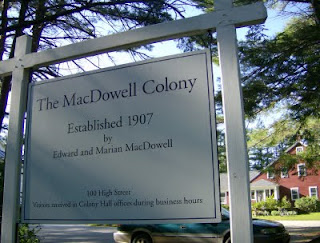 The MacDowell Colony
Established 1907
by
Edward and Marian MacDowell
100 High Street
Visitors received in Colony Hall offices during business hours